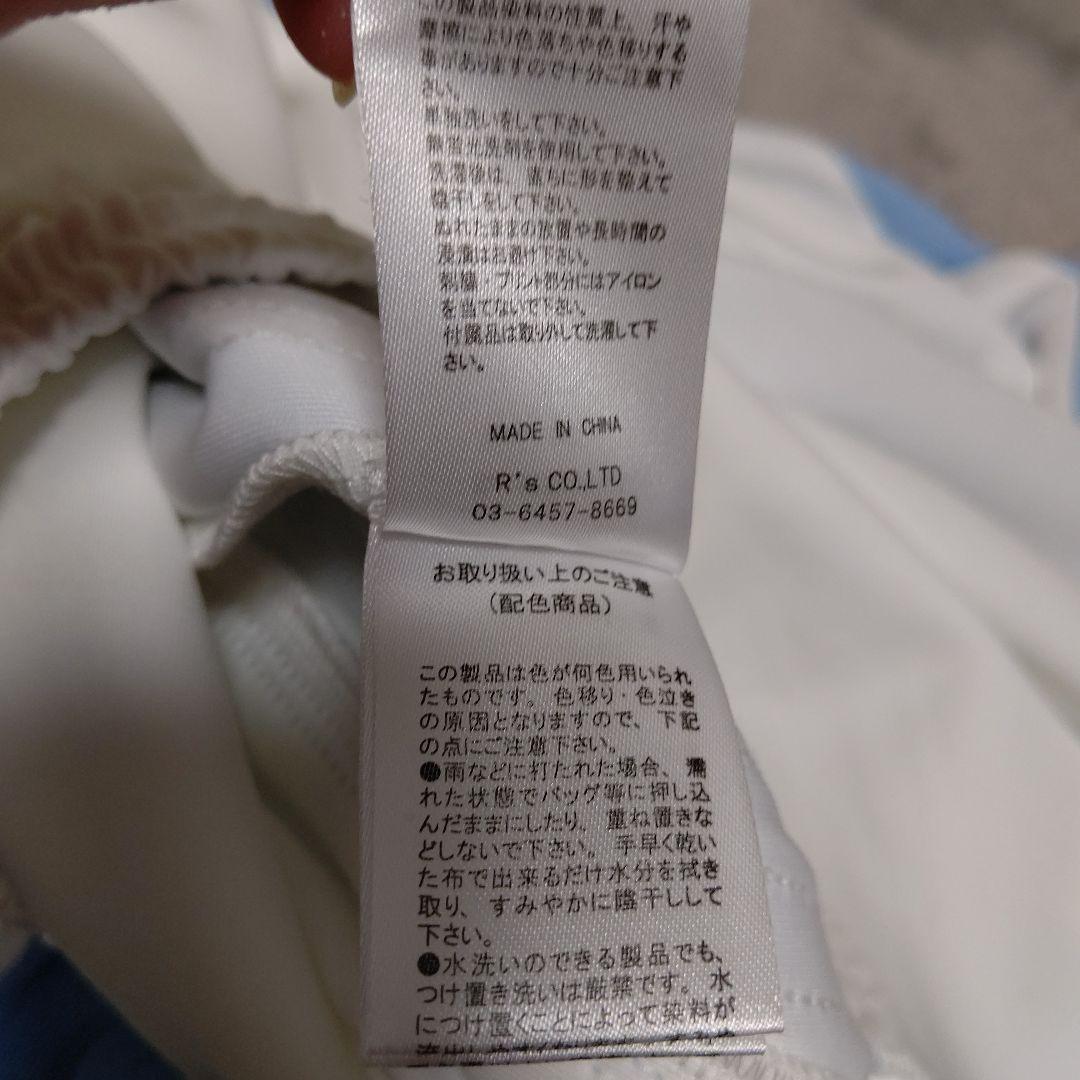 この製品染料の性質上、汗や
摩擦により色落ちや色移りする
事がありますので十分に注意下
さい。
単独洗いをして下さい。
無蛍光洗剤を使用して下さい。
洗濯後は、直ちに形を整えて
陰干しをして下さい。
ぬれたままの放置や長時間の
浸漬はお避け下さい。
刺繍・プリント部分にはアイロン
を当てないで下さい。
付属品は取り外して洗濯して下
さい。
MADE IN CHINA
R's CO.,LTD
03-6457-8669
お取り扱い上のご注意
(配色商品)
この製品は色が何色用いられ
たものです。色移り・色泣き
の原因となりますので、下記
の点にご注意下さい。
●雨などに打たれた場合、濡
れた状態でバッグ等に押し込
んだままにしたり、重ね置きな
どしないで下さい。手早く乾い
た布で出来るだけ水分を拭き
取り、すみやかに陰干しして
下さい。
●水洗いのできる製品でも、
つけ置き洗いは厳禁です。水
につけ置くことによって染料が